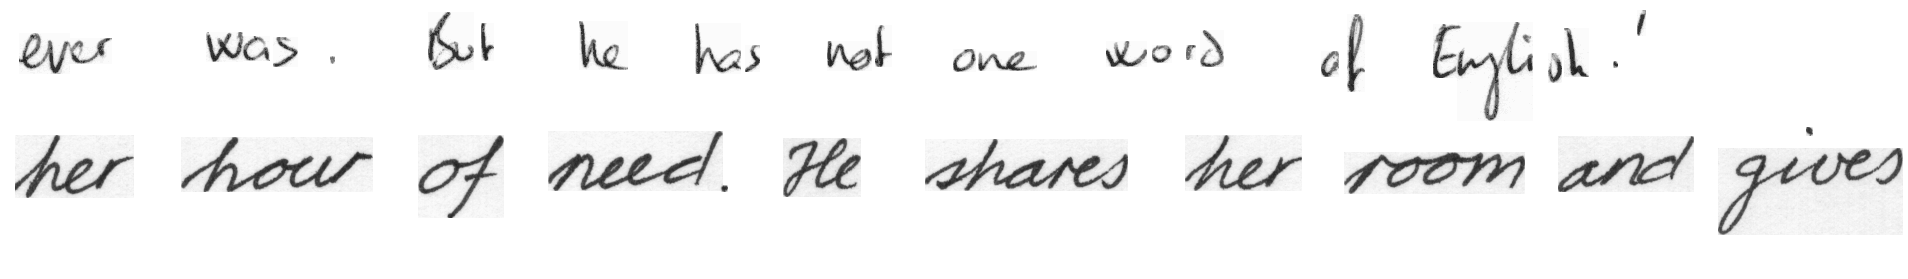 ever was. But he has not one word of English.'
her hour of need. He shares her room and gives